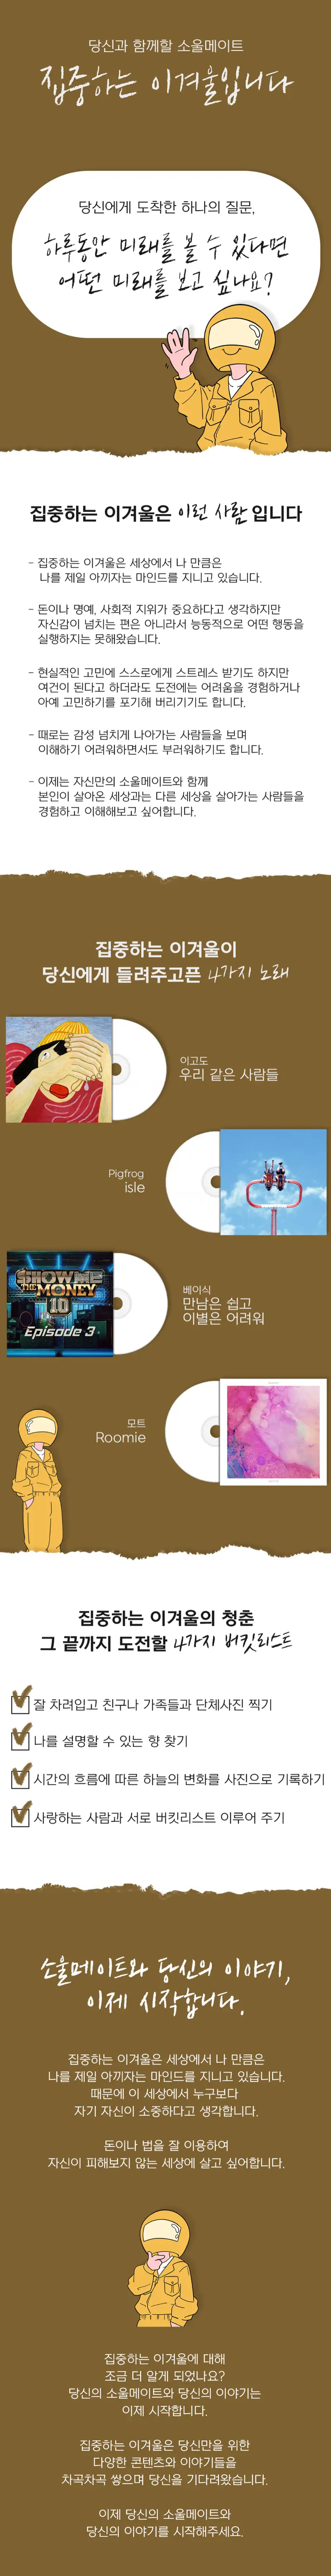 당신과 함께할 소울메이트
집중하는 이겨울입니다
당신에게 도착한 하나의 질문,
하루동안 미래를 볼 수 있다면
어떤 미래를 보고 싶나요?
집중하는 이겨울은 이런 사람 입니다
- 집중하는 이겨울은 세상에서 나 만큼은
나를 제일 아끼자는 마인드를 지니고 있습니다.
- 돈이나 명예, 사회적 지위가 중요하다고 생각하지만
자신감이 넘치는 편은 아니라서 능동적으로 어떤 행동을
실행하지는 못해왔습니다.
- 현실적인 고민에 스스로에게 스트레스 받기도 하지만
여건이 된다고 하더라도 도전에는 어려움을 경험하거나
아예 고민하기를 포기해 버리기기도 합니다.
- 때로는 감성 넘치게 나아가는 사람들을 보며
이해하기 어려워하면서도 부러워하기도 합니다.
- 이제는 자신만의 소울메이트와 함께
본인이 살아온 세상과는 다른 세상을 살아가는 사람들을
경험하고 이해해보고 싶어합니다.
집중하는 이겨울이
당신에게 들려주고픈 4가지 노래
이고도
우리 같은 사람들
Pigfrog
isle
SHOW ME
THE MONEY
10
Episode 3
베이식
만남은 쉽고
이별은 어려워
모트
Roomie
집중하는 이겨울의 청춘
그 끝까지 도전할 4가지 버킷리스트
잘 차려입고 친구나 가족들과 단체사진 찍기
나를 설명할 수 있는 향 찾기
시간의 흐름에 따른 하늘의 변화를 사진으로 기록하기
사랑하는 사람과 서로 버킷리스트 이루어 주기
소울메이트와 당신의 이야기,
이제 시작합니다.
집중하는 이겨울은 세상에서 나 만큼은
나를 제일 아끼자는 마인드를 지니고 있습니다.
때문에 이 세상에서 누구보다
자기 자신이 소중하다고 생각합니다.
돈이나 법을 잘 이용하여
자신이 피해보지 않는 세상에 살고 싶어합니다.
집중하는 이겨울에 대해
조금 더 알게 되었나요?
당신의 소울메이트와 당신의 이야기는
이제 시작합니다.
집중하는 이겨울은 당신만을 위한
다양한 콘텐츠와 이야기들을
차곡차곡 쌓으며 당신을 기다려왔습니다.
이제 당신의 소울메이트와
당신의 이야기를 시작해주세요.